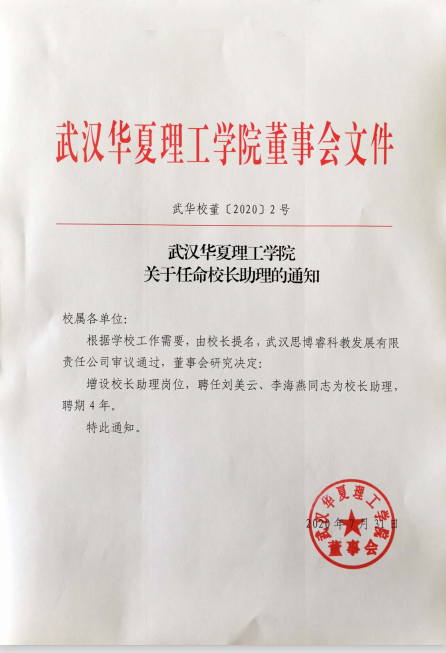 武汉华夏理工学院董事会文件
武华校董〔2020〕2号
武汉华夏理工学院
关于任命校长助理的通知
校属各单位：
根据学校工作需要，由校长提名，武汉思博睿科教发展有限
责任公司审议通过，董事会研究决定：
增设校长助理岗位，聘任刘美云、李海燕同志为校长助理，
聘期4年。
特此通知。
2020年7月31日
武汉华夏理工学院董事会